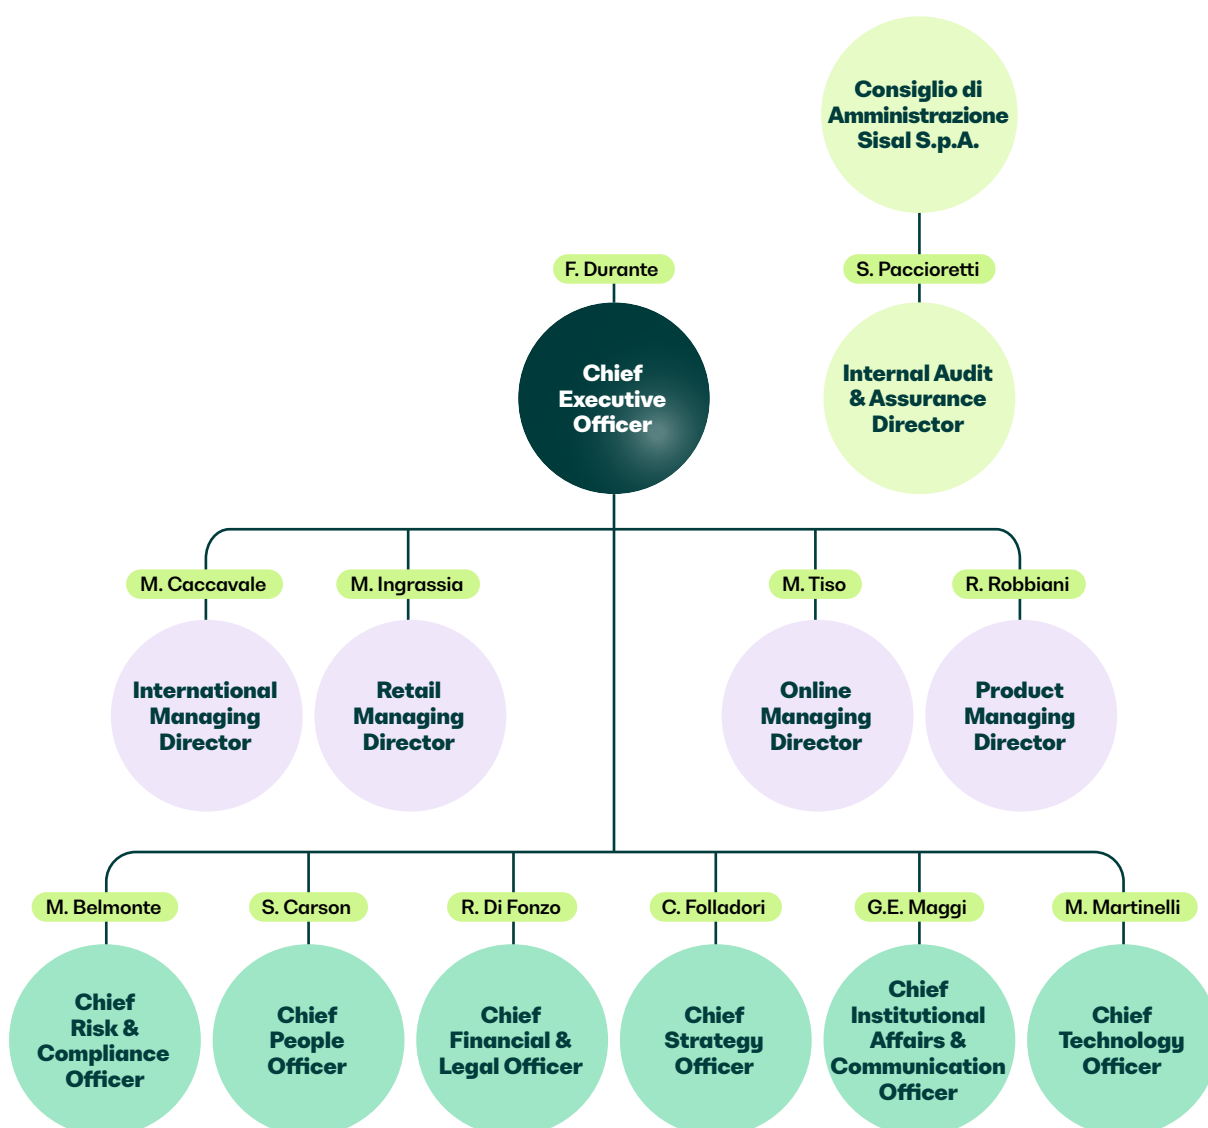 Consiglio di
Amministrazione
Sisal S.p.A.
F. Durante
S. Paccioretti
Chief
Executive
Officer
Internal Audit
& Assurance
Director
M. Caccavale
M. Ingrassia
M. Tiso
R. Robbiani
International
Managing
Director
Retail
Managing
Director
Online
Managing
Director
Product
Managing
Director
M. Belmonte
S. Carson
R. Di Fonzo
C. Folladori
G.E. Maggi
M. Martinelli
Chief
Risk &
Compliance
Officer
Chief
People
Officer
Chief
Financial &
Legal Officer
Chief
Strategy
Officer
Chief
Institutional
Affairs &
Communication
Officer
Chief
Technology
Officer